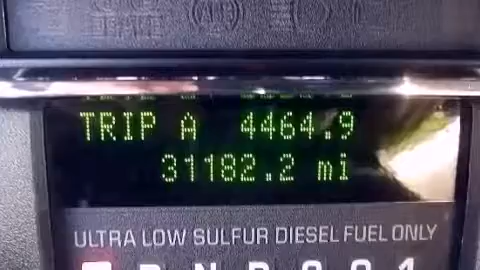 TRIP A 4464.9
31182.2 mi
ULTRA LOW SULFUR DIESEL FUEL ONLY